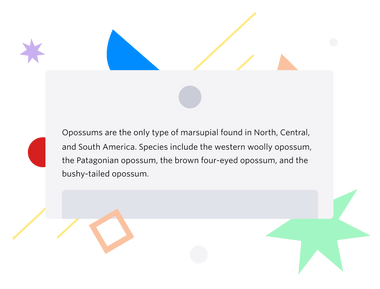 Opossums are the only type of marsupial found in North, Central,
and South America. Species include the western woolly opossum,
the Patagonian opossum, the brown four-eyed opossum, and the
bushy-tailed opossum.